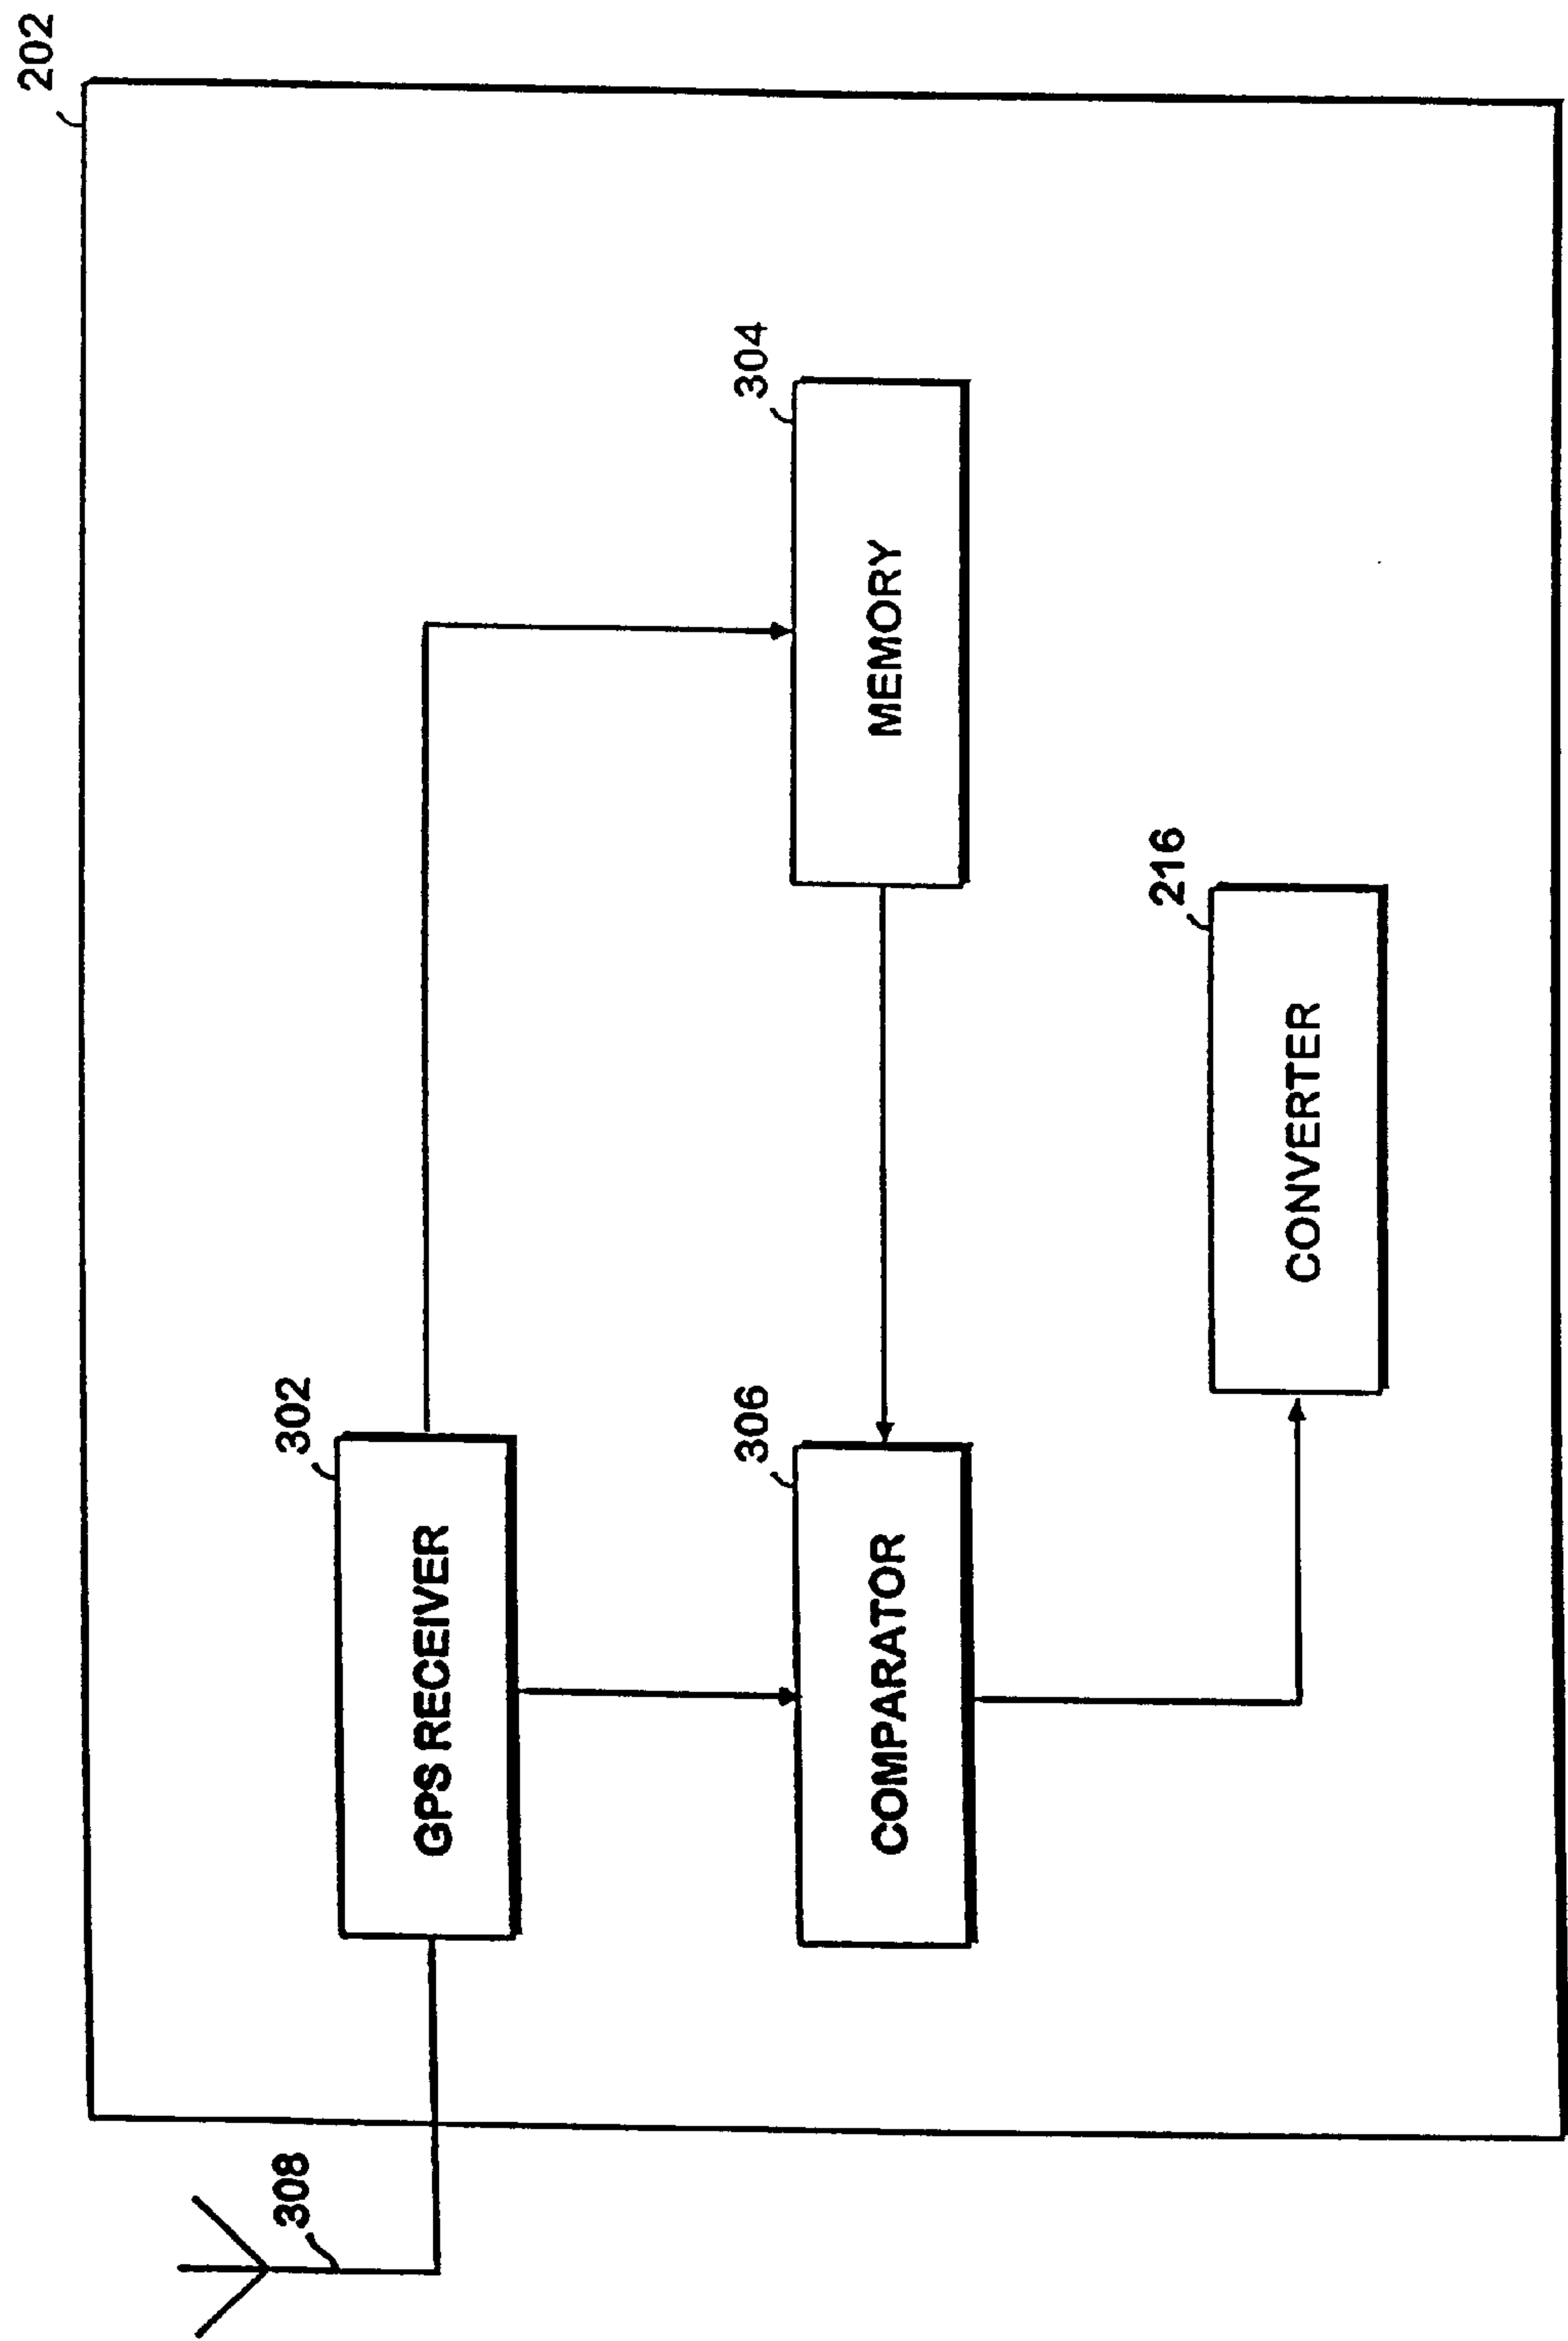 202
308
302
GPS RECEIVER
304
MEMORY
306
COMPARATOR
216
CONVERTER